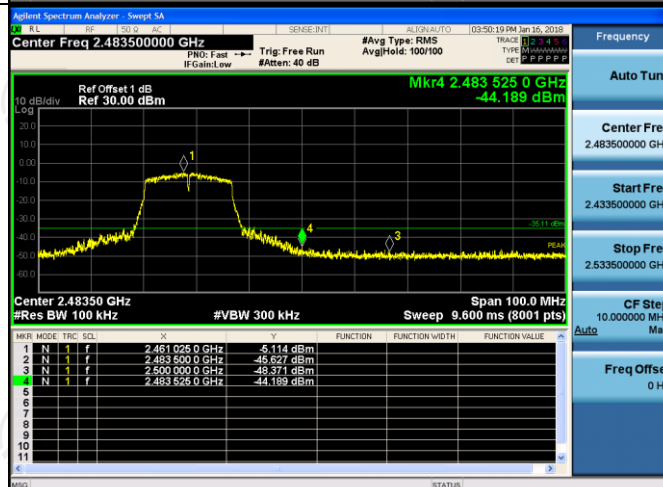 Agilent Spectrum Analyzer - Swept SA
RL RF 50 Ω AC SENSE:INT ALIGN AUTO 03:50:19 PM Jan 16, 2018
Center Freq 2.483500000 GHz
PNO: Fast
IFGain:Low
Trig: Free Run
#Atten: 40 dB
#Avg Type: RMS
Avg|Hold: 100/100
TRACE 1 2 3 4 5 6
TYPE M
DET P P P P P P
Frequency
Ref Offset 1 dB
10 dB/div Ref 30.00 dBm
Log
Mkr4 2.483 525 0 GHz
-44.189 dBm
20.0
10.0
0.00
-10.0
-20.0
-30.0
-40.0
-50.0
-60.0
1
4
3
-35.11 dBm
PEAK
Center 2.48350 GHz Span 100.0 MHz
#Res BW 100 kHz #VBW 300 kHz Sweep 9.600 ms (8001 pts)
MKR MODE TRC SCL X Y FUNCTION FUNCTION WIDTH FUNCTION VALUE
1 N 1 f 2.461 025 0 GHz -5.114 dBm
2 N 1 f 2.483 500 0 GHz -45.627 dBm
3 N 1 f 2.500 000 0 GHz -48.371 dBm
4 N 1 f 2.483 525 0 GHz -44.189 dBm
5
6
7
8
9
10
11
MSG STATUS
Auto Tun
Center Fre
2.483500000 GH
Start Fre
2.433500000 GH
Stop Fre
2.533500000 GH
CF Ste
10.000000 MH
Auto Ma
Freq Offse
0 H